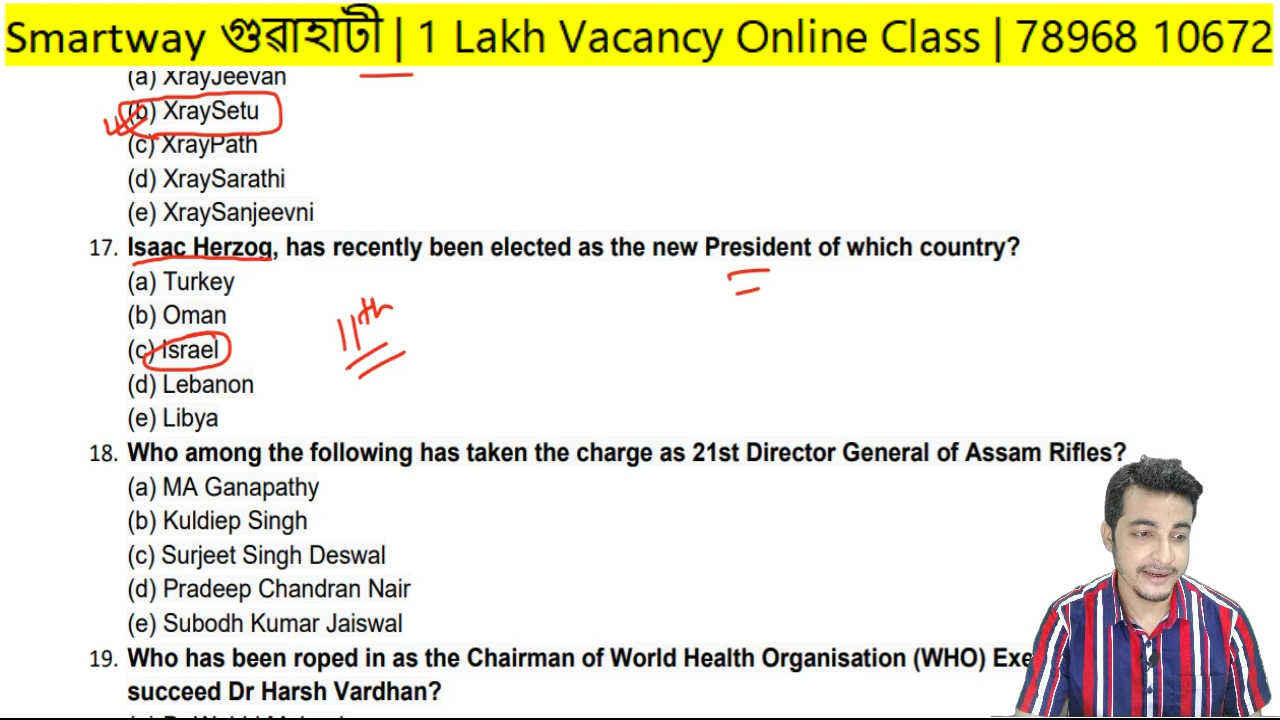 Smartway গুৱাহাটী | 1 Lakh Vacancy Online Class | 78968 10672
(a) XrayJeevan
(b) XraySetu
(c) XrayPath
(d) XraySarathi
(e) XraySanjeevni
17. Isaac Herzog, has recently been elected as the new President of which country?
(a) Turkey
(b) Oman
11th
(c) Israel
(d) Lebanon
(e) Libya
18. Who among the following has taken the charge as 21st Director General of Assam Rifles?
(a) MA Ganapathy
(b) Kuldiep Singh
(c) Surjeet Singh Deswal
(d) Pradeep Chandran Nair
(e) Subodh Kumar Jaiswal
19. Who has been roped in as the Chairman of World Health Organisation (WHO) Exe
succeed Dr Harsh Vardhan?